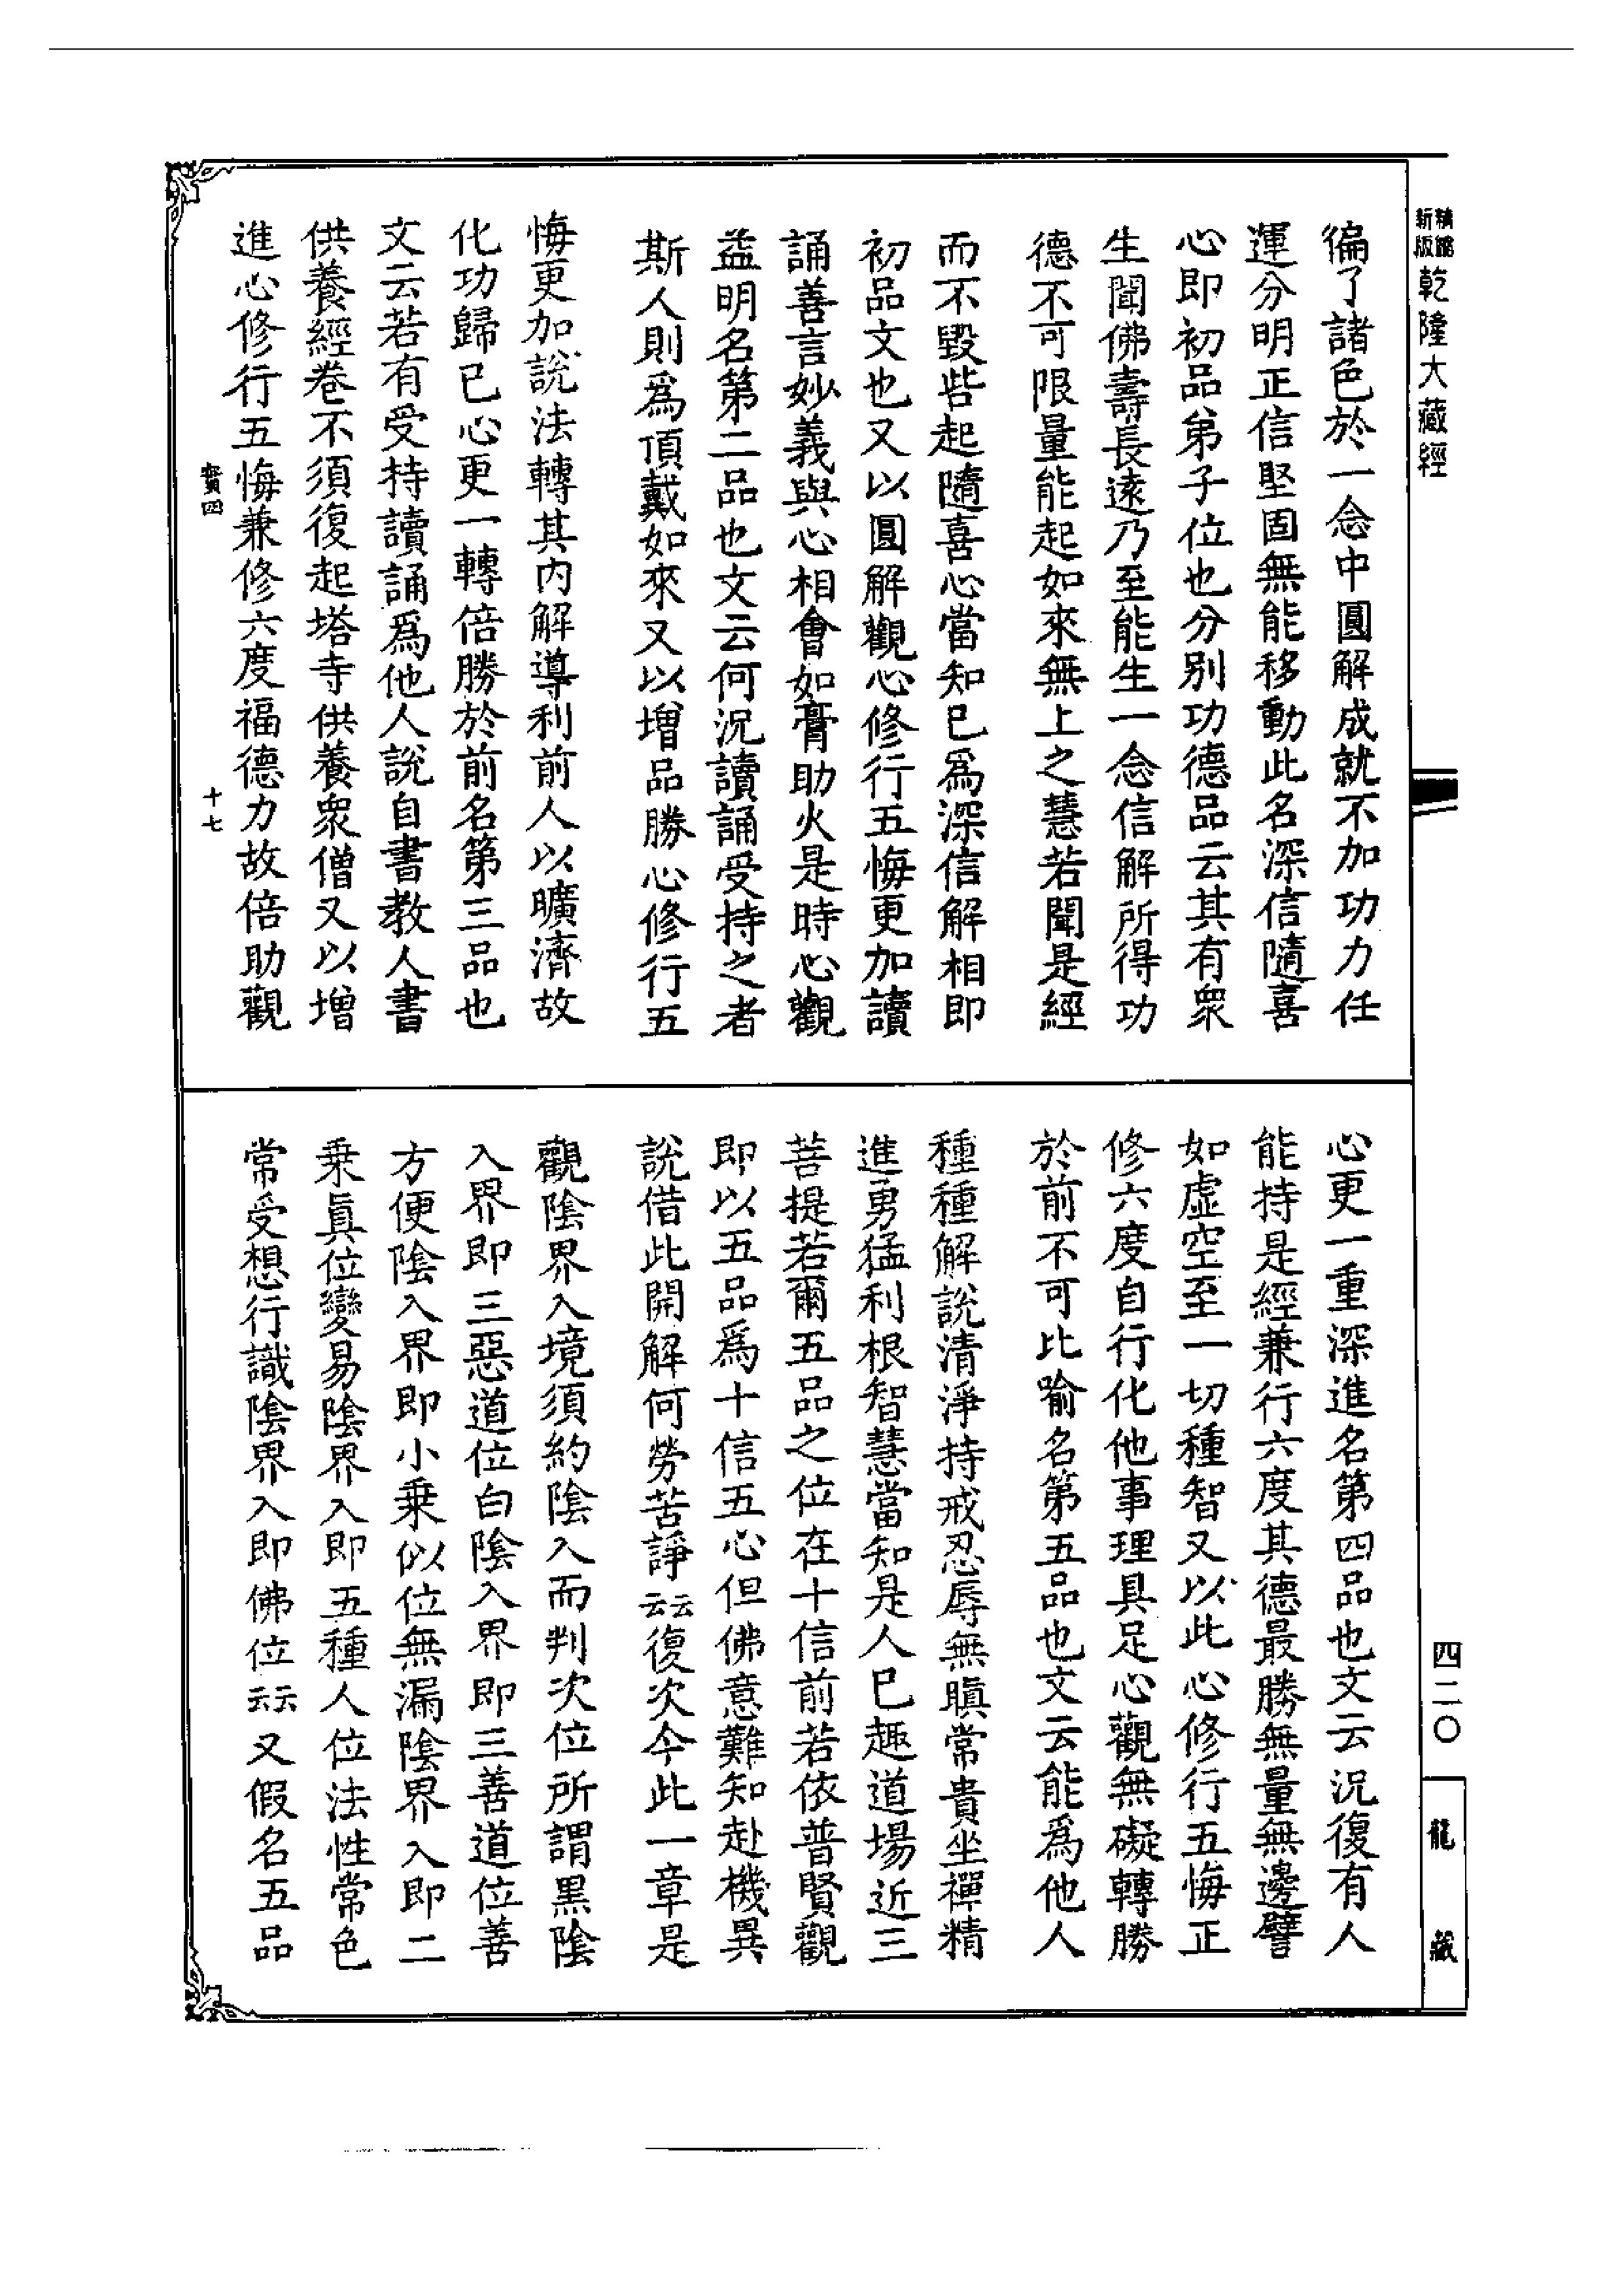 新版精縮乾隆大藏經
徧了諸色於一念中圓解成就不加功力任
運分明正信堅固無能移動此名深信隨喜
心即初品弟子位也分别功德品云其有衆
生聞佛壽長遠乃至能生一念信解所得功
德不可限量能起如來無上之慧若聞是經
而不毀呰起隨喜心當知巳爲深信解相即
初品文也又以圓解觀心修行五悔更加讀
誦善言妙義與心相會如膏助火是時心觀
益明名第二品也文云何況讀誦受持之者
斯人則爲頂戴如來又以增品勝心修行五
悔更加說法轉其内解導利前人以曠濟故
化功歸已心更一轉倍勝於前名第三品也
文云若有受持讀誦爲他人說自書教人書
供養經卷不須復起塔寺供養衆僧又以增
進心修行五悔兼修六度福德力故倍助觀
實四
十七
心更一重深進名第四品也文云況復有人
能持是經兼行六度其德最勝無量無邊譬
如虛空至一切種智又以此心修行五悔正
修六度自行化他事理具足心觀無礙轉勝
於前不可比喻名第五品也文云能爲他人
種種解說清淨持戒忍辱無瞋常貴坐禪精
進勇猛利根智慧當知是人巳趣道場近三
菩提若爾五品之位在十信前若依普賢觀
即以五品爲十信五心但佛意難知赴機異
說借此開解何勞苦諍云云復次今此一章是
觀陰界入境須約陰入而判次位所謂黑陰
入界即三惡道位白陰入界即三善道位善
方便陰入界即小乗似位無漏陰界入即二
乗眞位變易陰界入即五種人位法性常色
常受想行識陰界入即佛位云云又假名五品
四二〇
龍藏